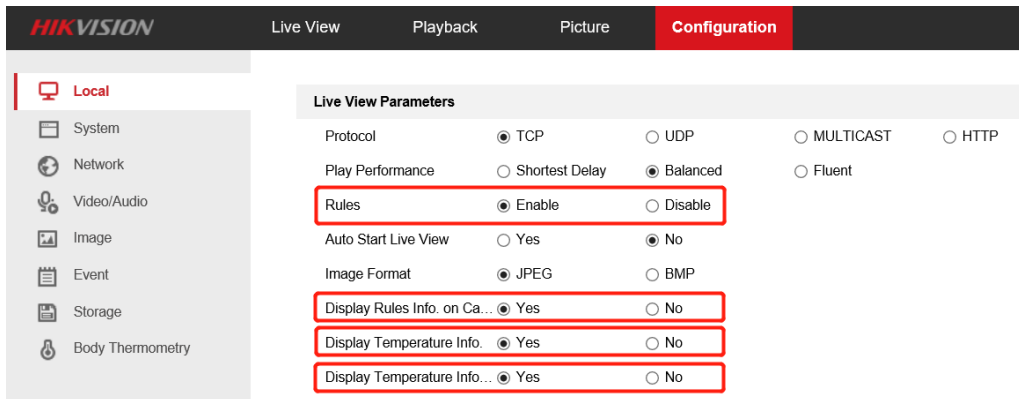 HIKVISION Live View Playback Picture Configuration
Local
System
Network
Video/Audio
Image
Event
Storage
Body Thermometry
Live View Parameters
Protocol TCP UDP MULTICAST HTTP
Play Performance Shortest Delay Balanced Fluent
Rules Enable Disable
Auto Start Live View Yes No
Image Format JPEG BMP
Display Rules Info. on Ca... Yes No
Display Temperature Info. Yes No
Display Temperature Info... Yes No